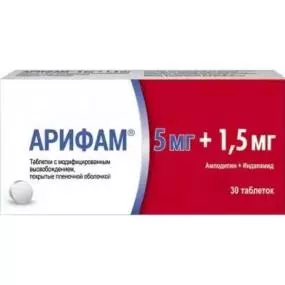 АРИФАМ® 5 мг + 1,5 мг
Таблетки с модифицированным
высвобождением,
покрытые пленочной оболочкой
Амлодипин + Индапамид
30 таблеток